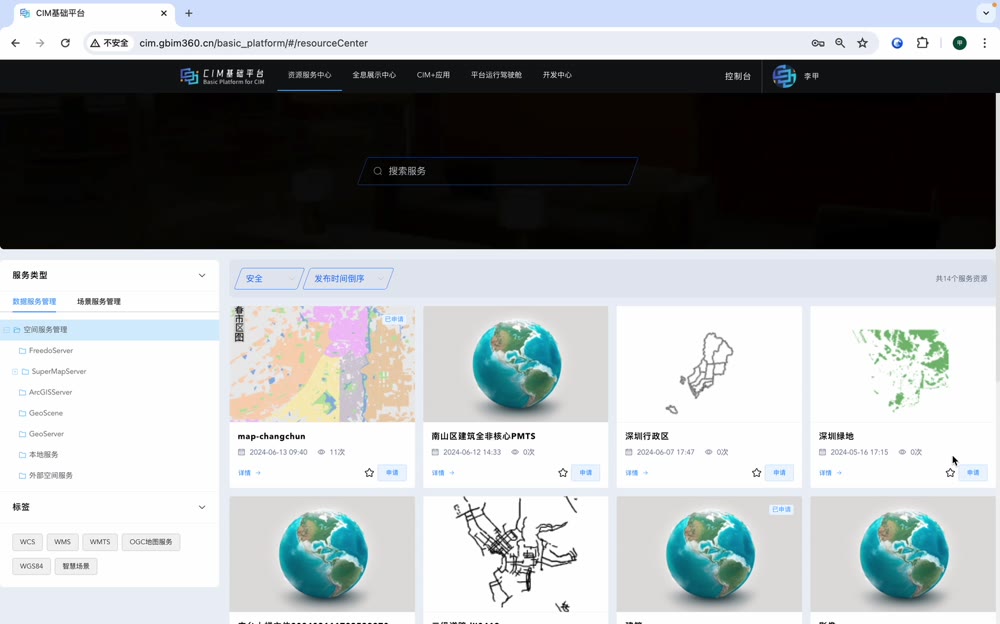 CIM基础平台
不安全
cim.gbim360.cn/basic_platform/#/resourceCenter
CIM基础平台
Basic Platform for CIM
资源服务中心
全息展示中心
CIM+应用
平台运行驾驶舱
开发中心
控制台
李甲
搜索服务
服务类型
数据服务管理
场景服务管理
空间服务管理
FreedoServer
SuperMapServer
ArcGISServer
GeoScene
GeoServer
本地服务
外部空间服务
标签
WCS
WMS
WMTS
OGC地图服务
WGS84
智慧场景
安全
发布时间倒序
共14个服务资源
春市区图
已申请
map-changchun
2024-06-13 09:40
11次
详情
申请
南山区建筑全非核心PMTS
2024-06-12 14:33
0次
详情
申请
深圳行政区
2024-06-07 17:47
0次
详情
申请
深圳绿地
2024-05-16 17:15
0次
详情
申请
已申请